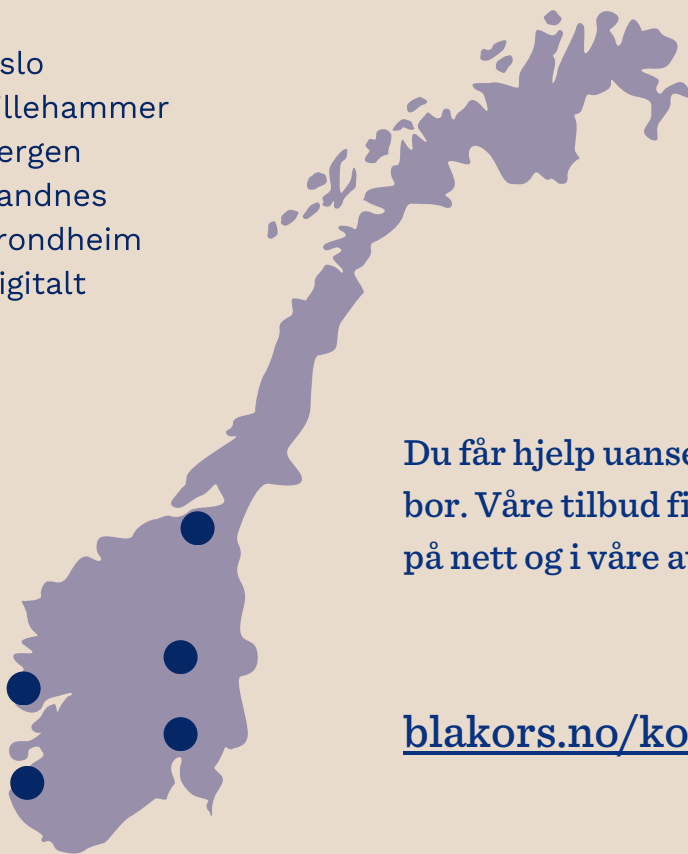 slo
illehammer
ergen
andnes
rondheim
igitalt
Du får hjelp uanse
bor. Våre tilbud fi
på nett og i våre a
blakors.no/ko